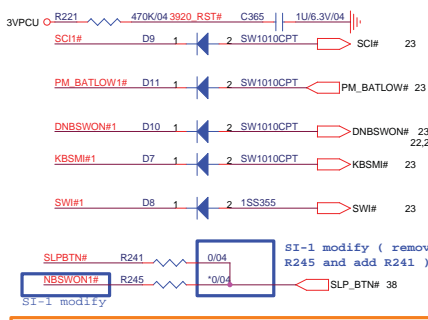 3VPCU R221 470K/04 3920_RST# C365 1U/6.3V/04
SCI1# D9 1 2 SW1010CPT SCI# 23
PM_BATLOW1# D11 1 2 SW1010CPT PM_BATLOW# 23
DNBSWON#1 D10 1 2 SW1010CPT DNBSWON# 23
22,2
KBSMI#1 D7 1 2 SW1010CPT KBSMI# 23
SWI#1 D8 1 2 1SS355 SWI# 23
SLPBTN# R241 0/04 SI-1 modify ( remov
NBSWON1# R245 *0/04 R245 and add R241 )
SLP_BTN# 38
SI-1 modify